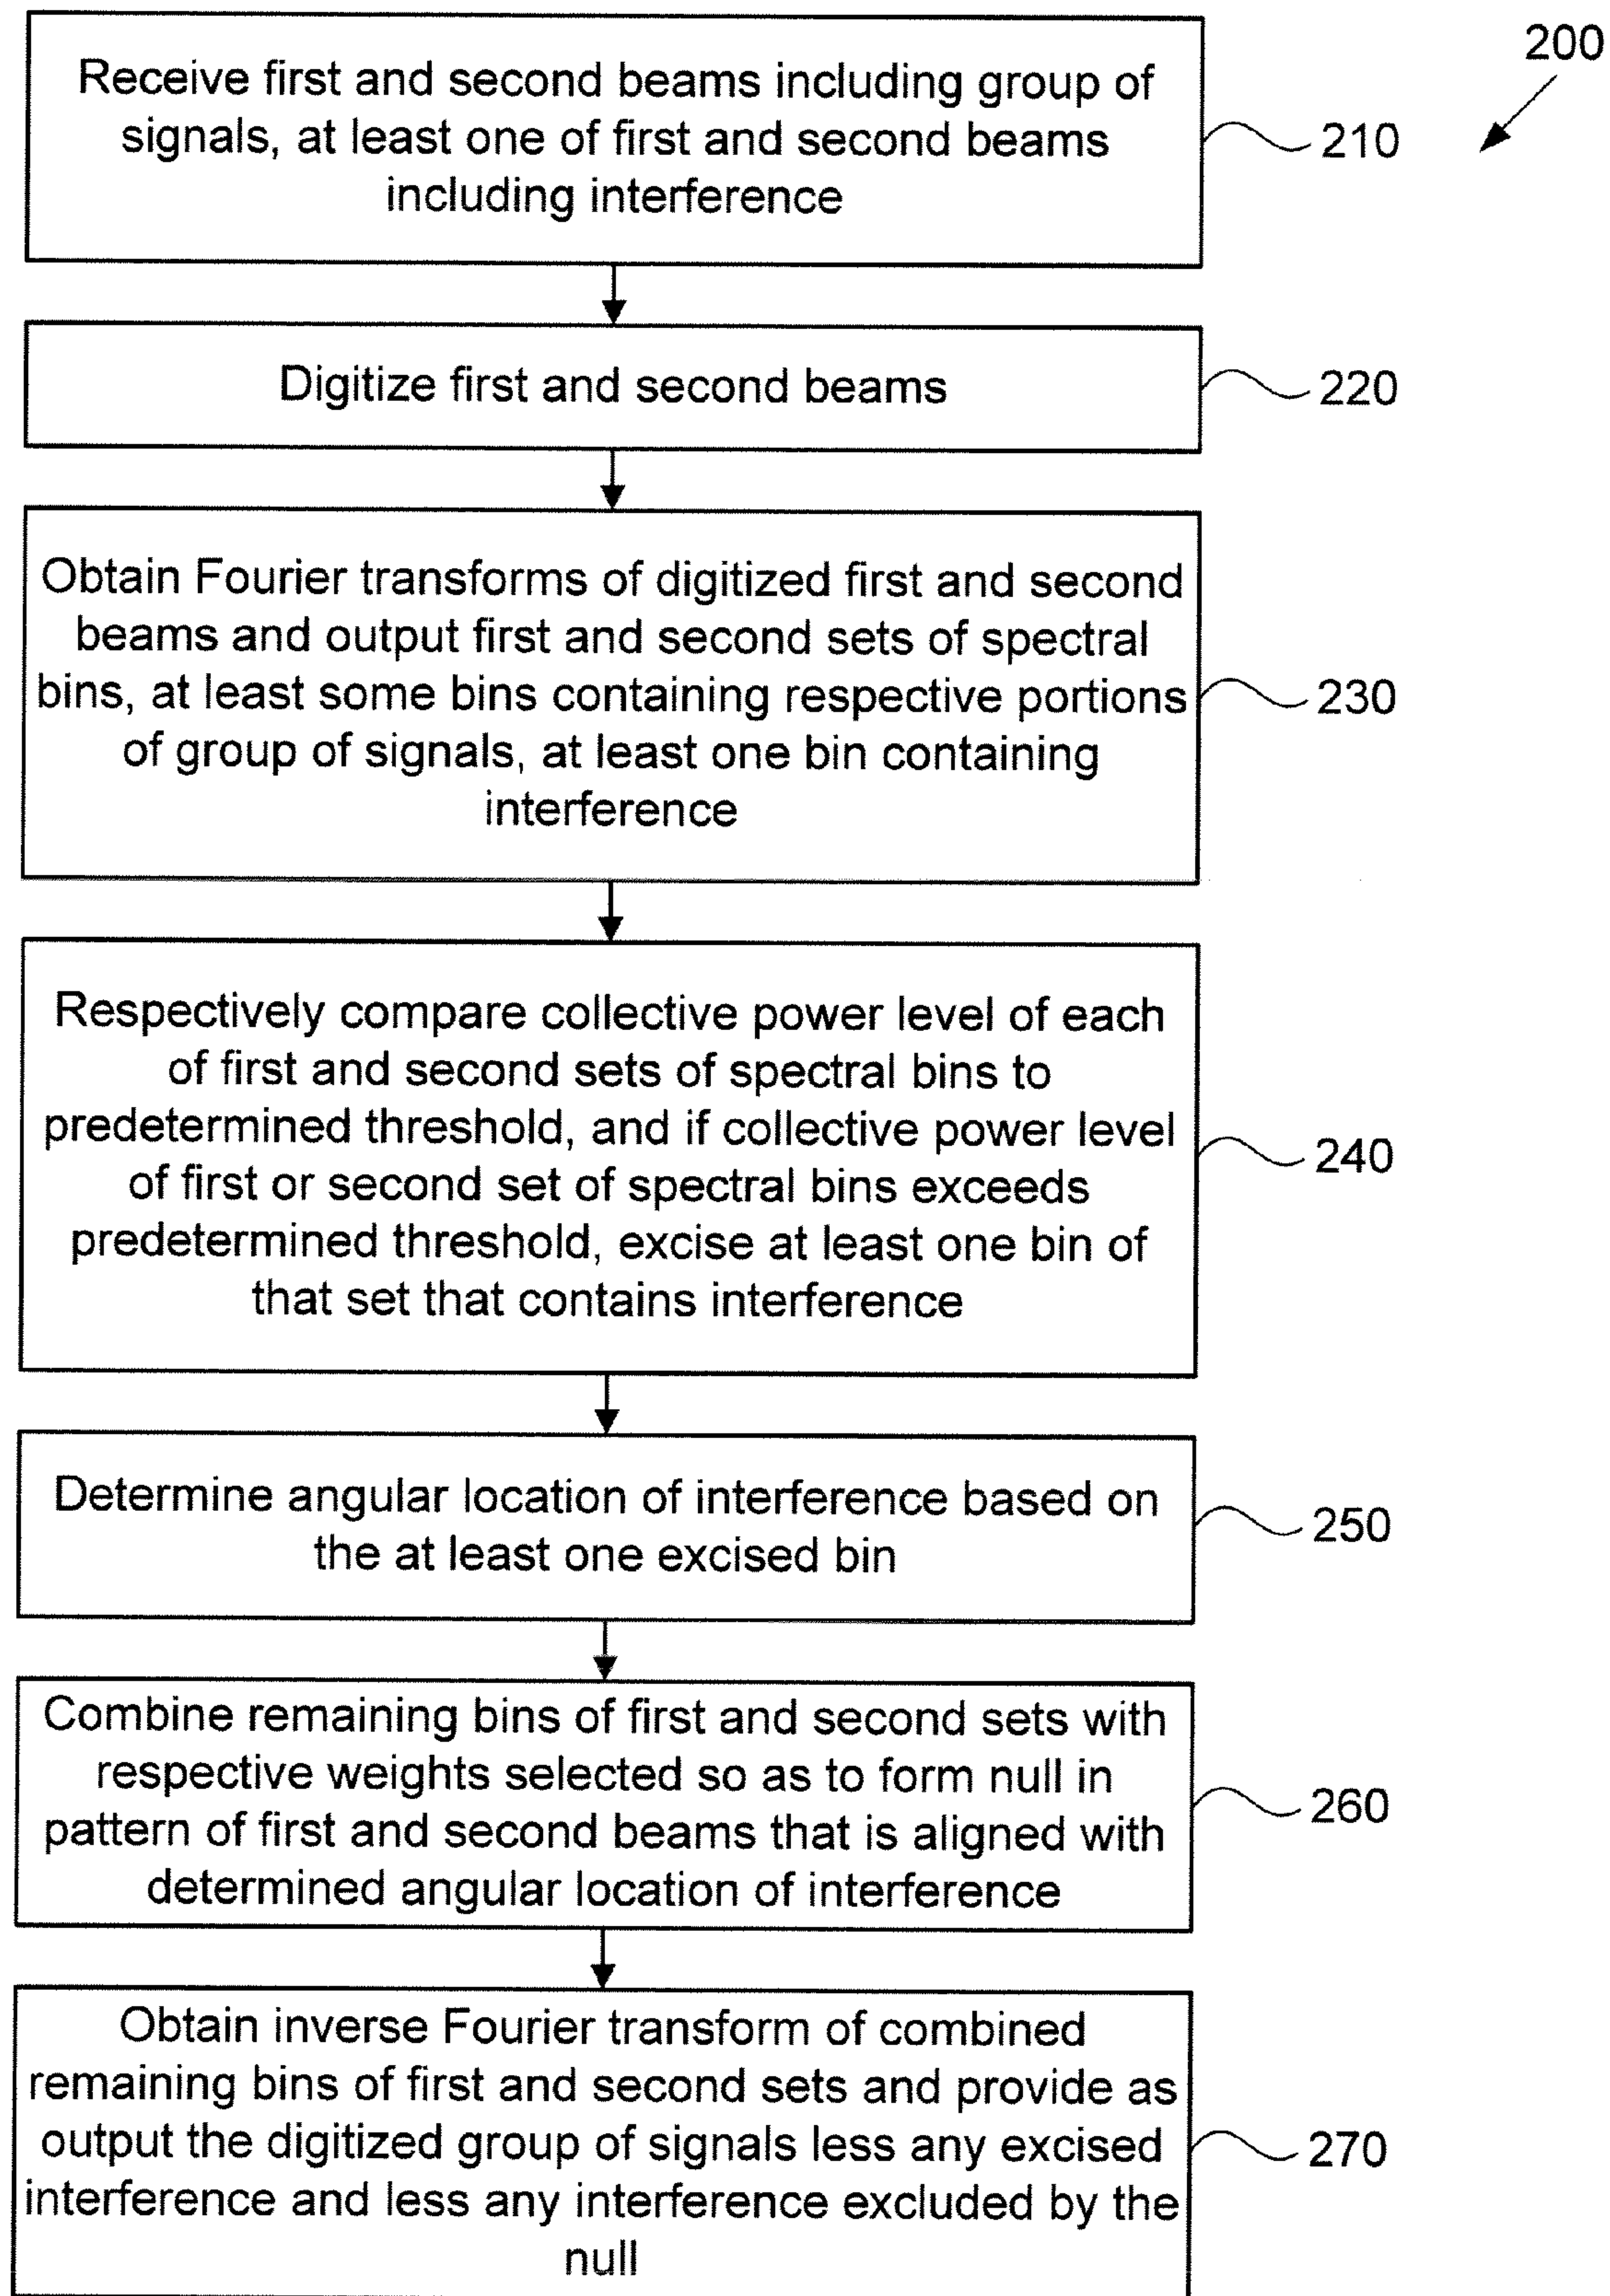 200
Receive first and second beams including group of
signals, at least one of first and second beams
including interference
210
Digitize first and second beams
220
Obtain Fourier transforms of digitized first and second
beams and output first and second sets of spectral
bins, at least some bins containing respective portions
of group of signals, at least one bin containing
interference
230
Respectively compare collective power level of each
of first and second sets of spectral bins to
predetermined threshold, and if collective power level
of first or second set of spectral bins exceeds
predetermined threshold, excise at least one bin of
that set that contains interference
240
Determine angular location of interference based on
the at least one excised bin
250
Combine remaining bins of first and second sets with
respective weights selected so as to form null in
pattern of first and second beams that is aligned with
determined angular location of interference
260
Obtain inverse Fourier transform of combined
remaining bins of first and second sets and provide as
output the digitized group of signals less any excised
interference and less any interference excluded by the
null
270